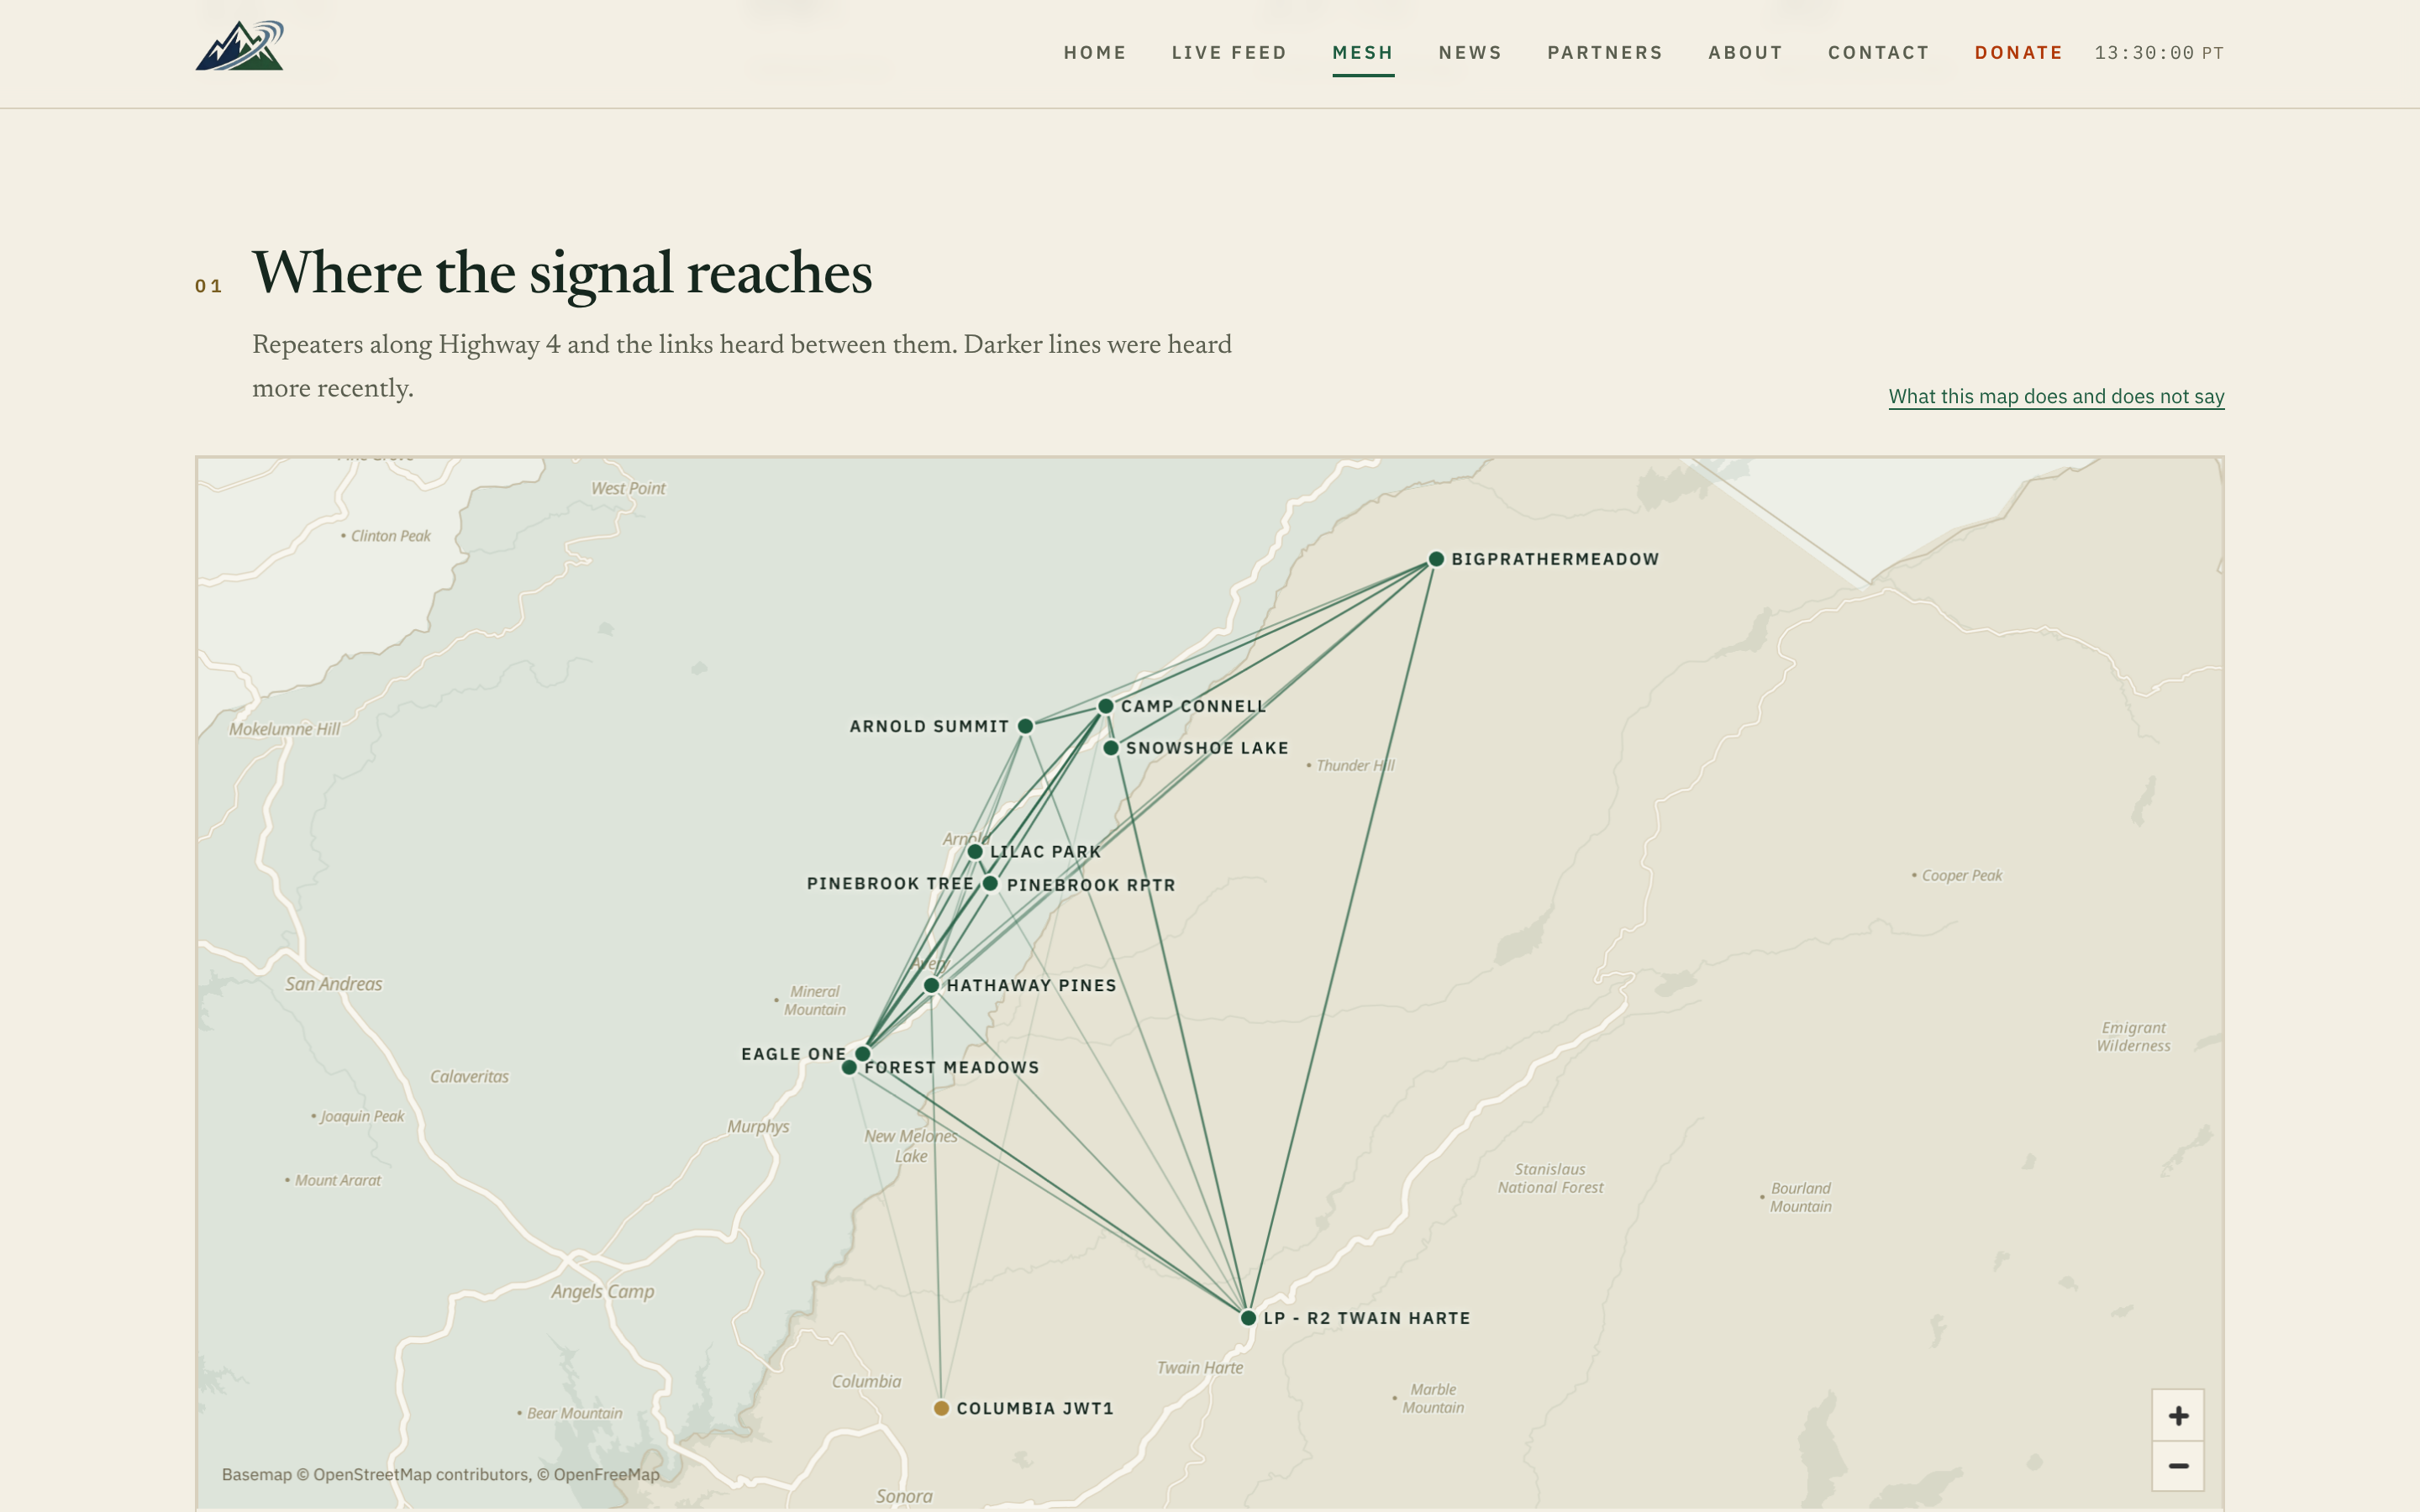 HOME LIVE FEED MESH NEWS PARTNERS ABOUT CONTACT DONATE 13:30:00 PT
01 Where the signal reaches
Repeaters along Highway 4 and the links heard between them. Darker lines were heard
more recently.
What this map does and does not say
West Point
Clinton Peak
BIGPRATHERMEADOW
CAMP CONNELL
ARNOLD SUMMIT
Mokelumne Hill
SNOWSHOE LAKE
Thunder Hill
Arnold
LILAC PARK
Cooper Peak
PINEBROOK TREE
PINEBROOK RPTR
Avery
San Andreas
HATHAWAY PINES
Mineral
Mountain
Emigrant
Wilderness
EAGLE ONE
FOREST MEADOWS
Calaveritas
Joaquin Peak
Murphys
New Melones
Lake
Stanislaus
National Forest
Mount Ararat
Bourland
Mountain
Angels Camp
LP - R2 TWAIN HARTE
Twain Harte
Columbia
Marble
Mountain
COLUMBIA JWT1
Bear Mountain
Basemap © OpenStreetMap contributors, © OpenFreeMap
Sonora